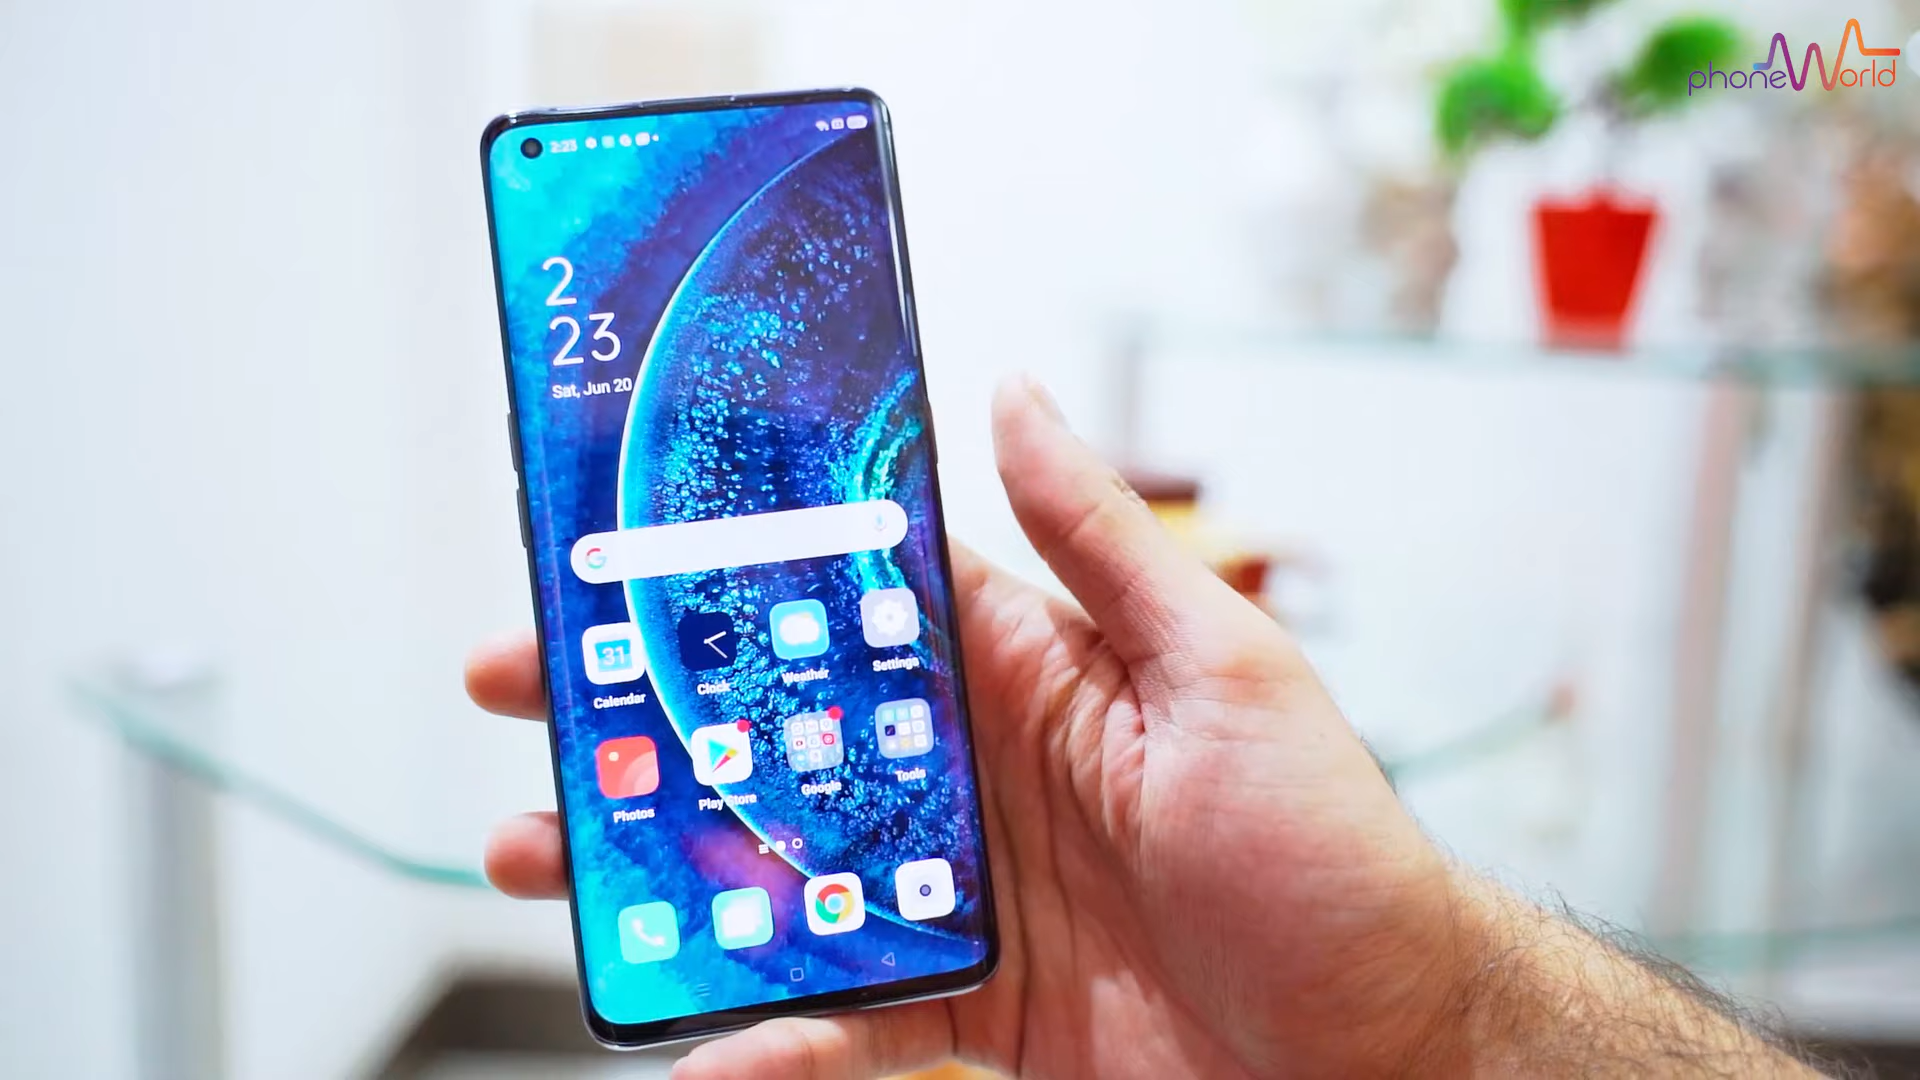 phoneWorld
2:23
2
23
Sat, Jun 20
G
31
Calendar
Clock
Weather
Settings
Photos
Play Store
Google
Tools